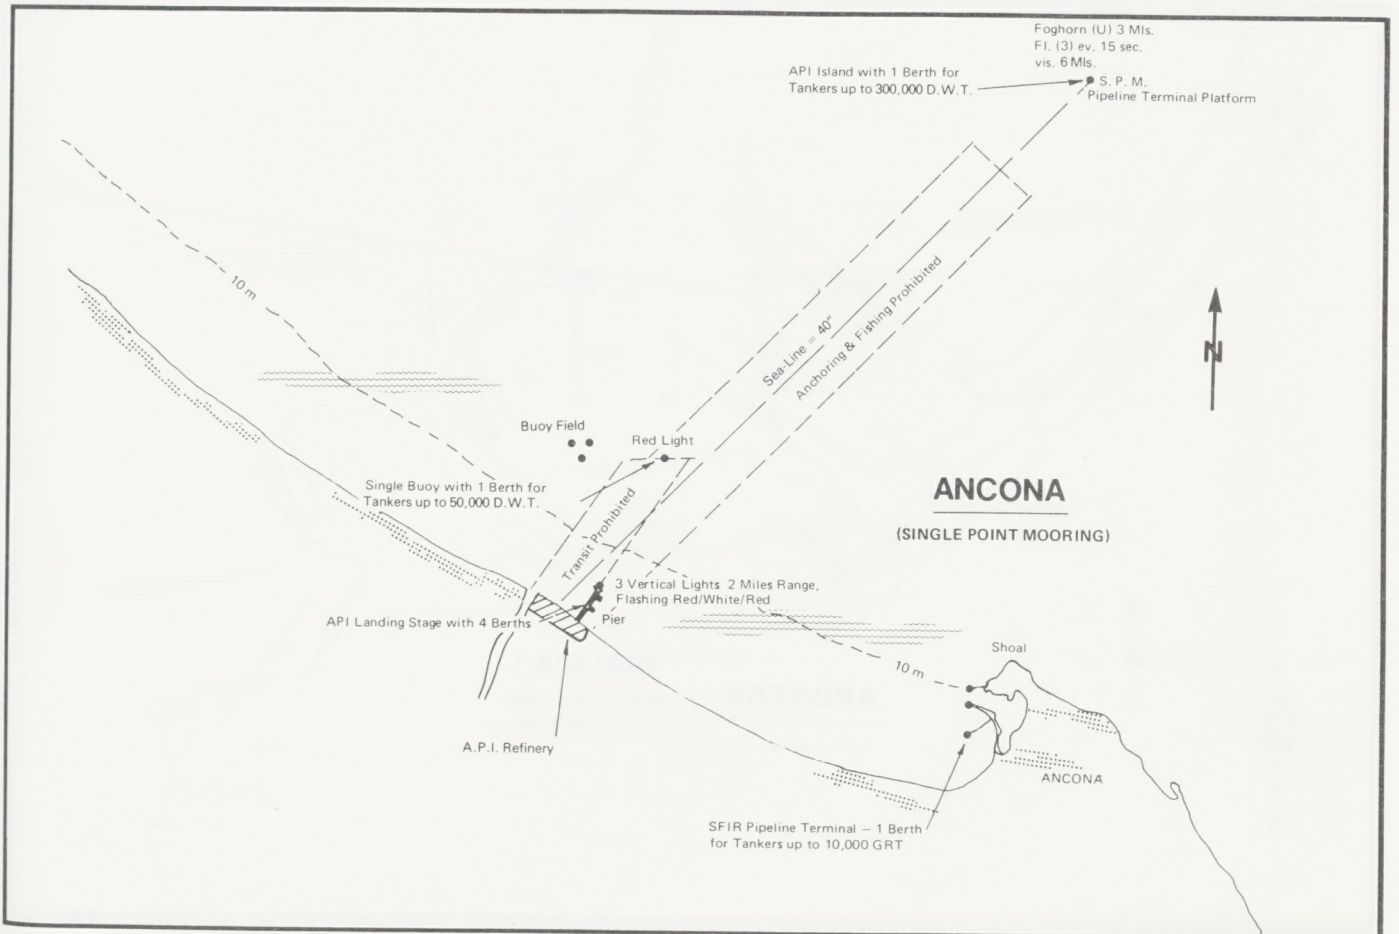 Foghorn (U) 3 Mls.
Fl. (3) ev. 15 sec.
vis. 6 Mls.
API Island with 1 Berth for
Tankers up to 300,000 D.W.T.
S. P. M.
Pipeline Terminal Platform
10 m
Sea-Line = 40"
Anchoring & Fishing Prohibited
N
Buoy Field
Red Light
Single Buoy with 1 Berth for
Tankers up to 50,000 D.W.T.
Transit Prohibited
ANCONA
(SINGLE POINT MOORING)
3 Vertical Lights 2 Miles Range,
Flashing Red/White/Red
API Landing Stage with 4 Berths
Pier
Shoal
10 m
A.P.I. Refinery
ANCONA
SFIR Pipeline Terminal – 1 Berth
for Tankers up to 10,000 GRT